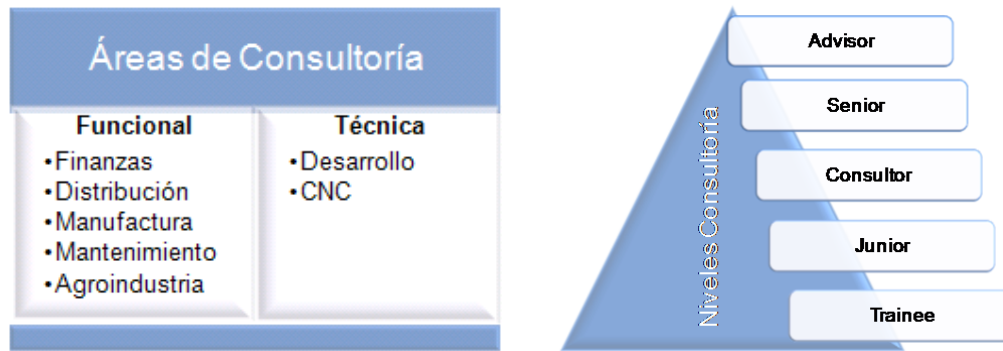 Áreas de Consultoría
Funcional
•Finanzas
•Distribución
•Manufactura
•Mantenimiento
•Agroindustria
Técnica
•Desarrollo
•CNC
Niveles Consultoría
Advisor
Senior
Consultor
Junior
Trainee